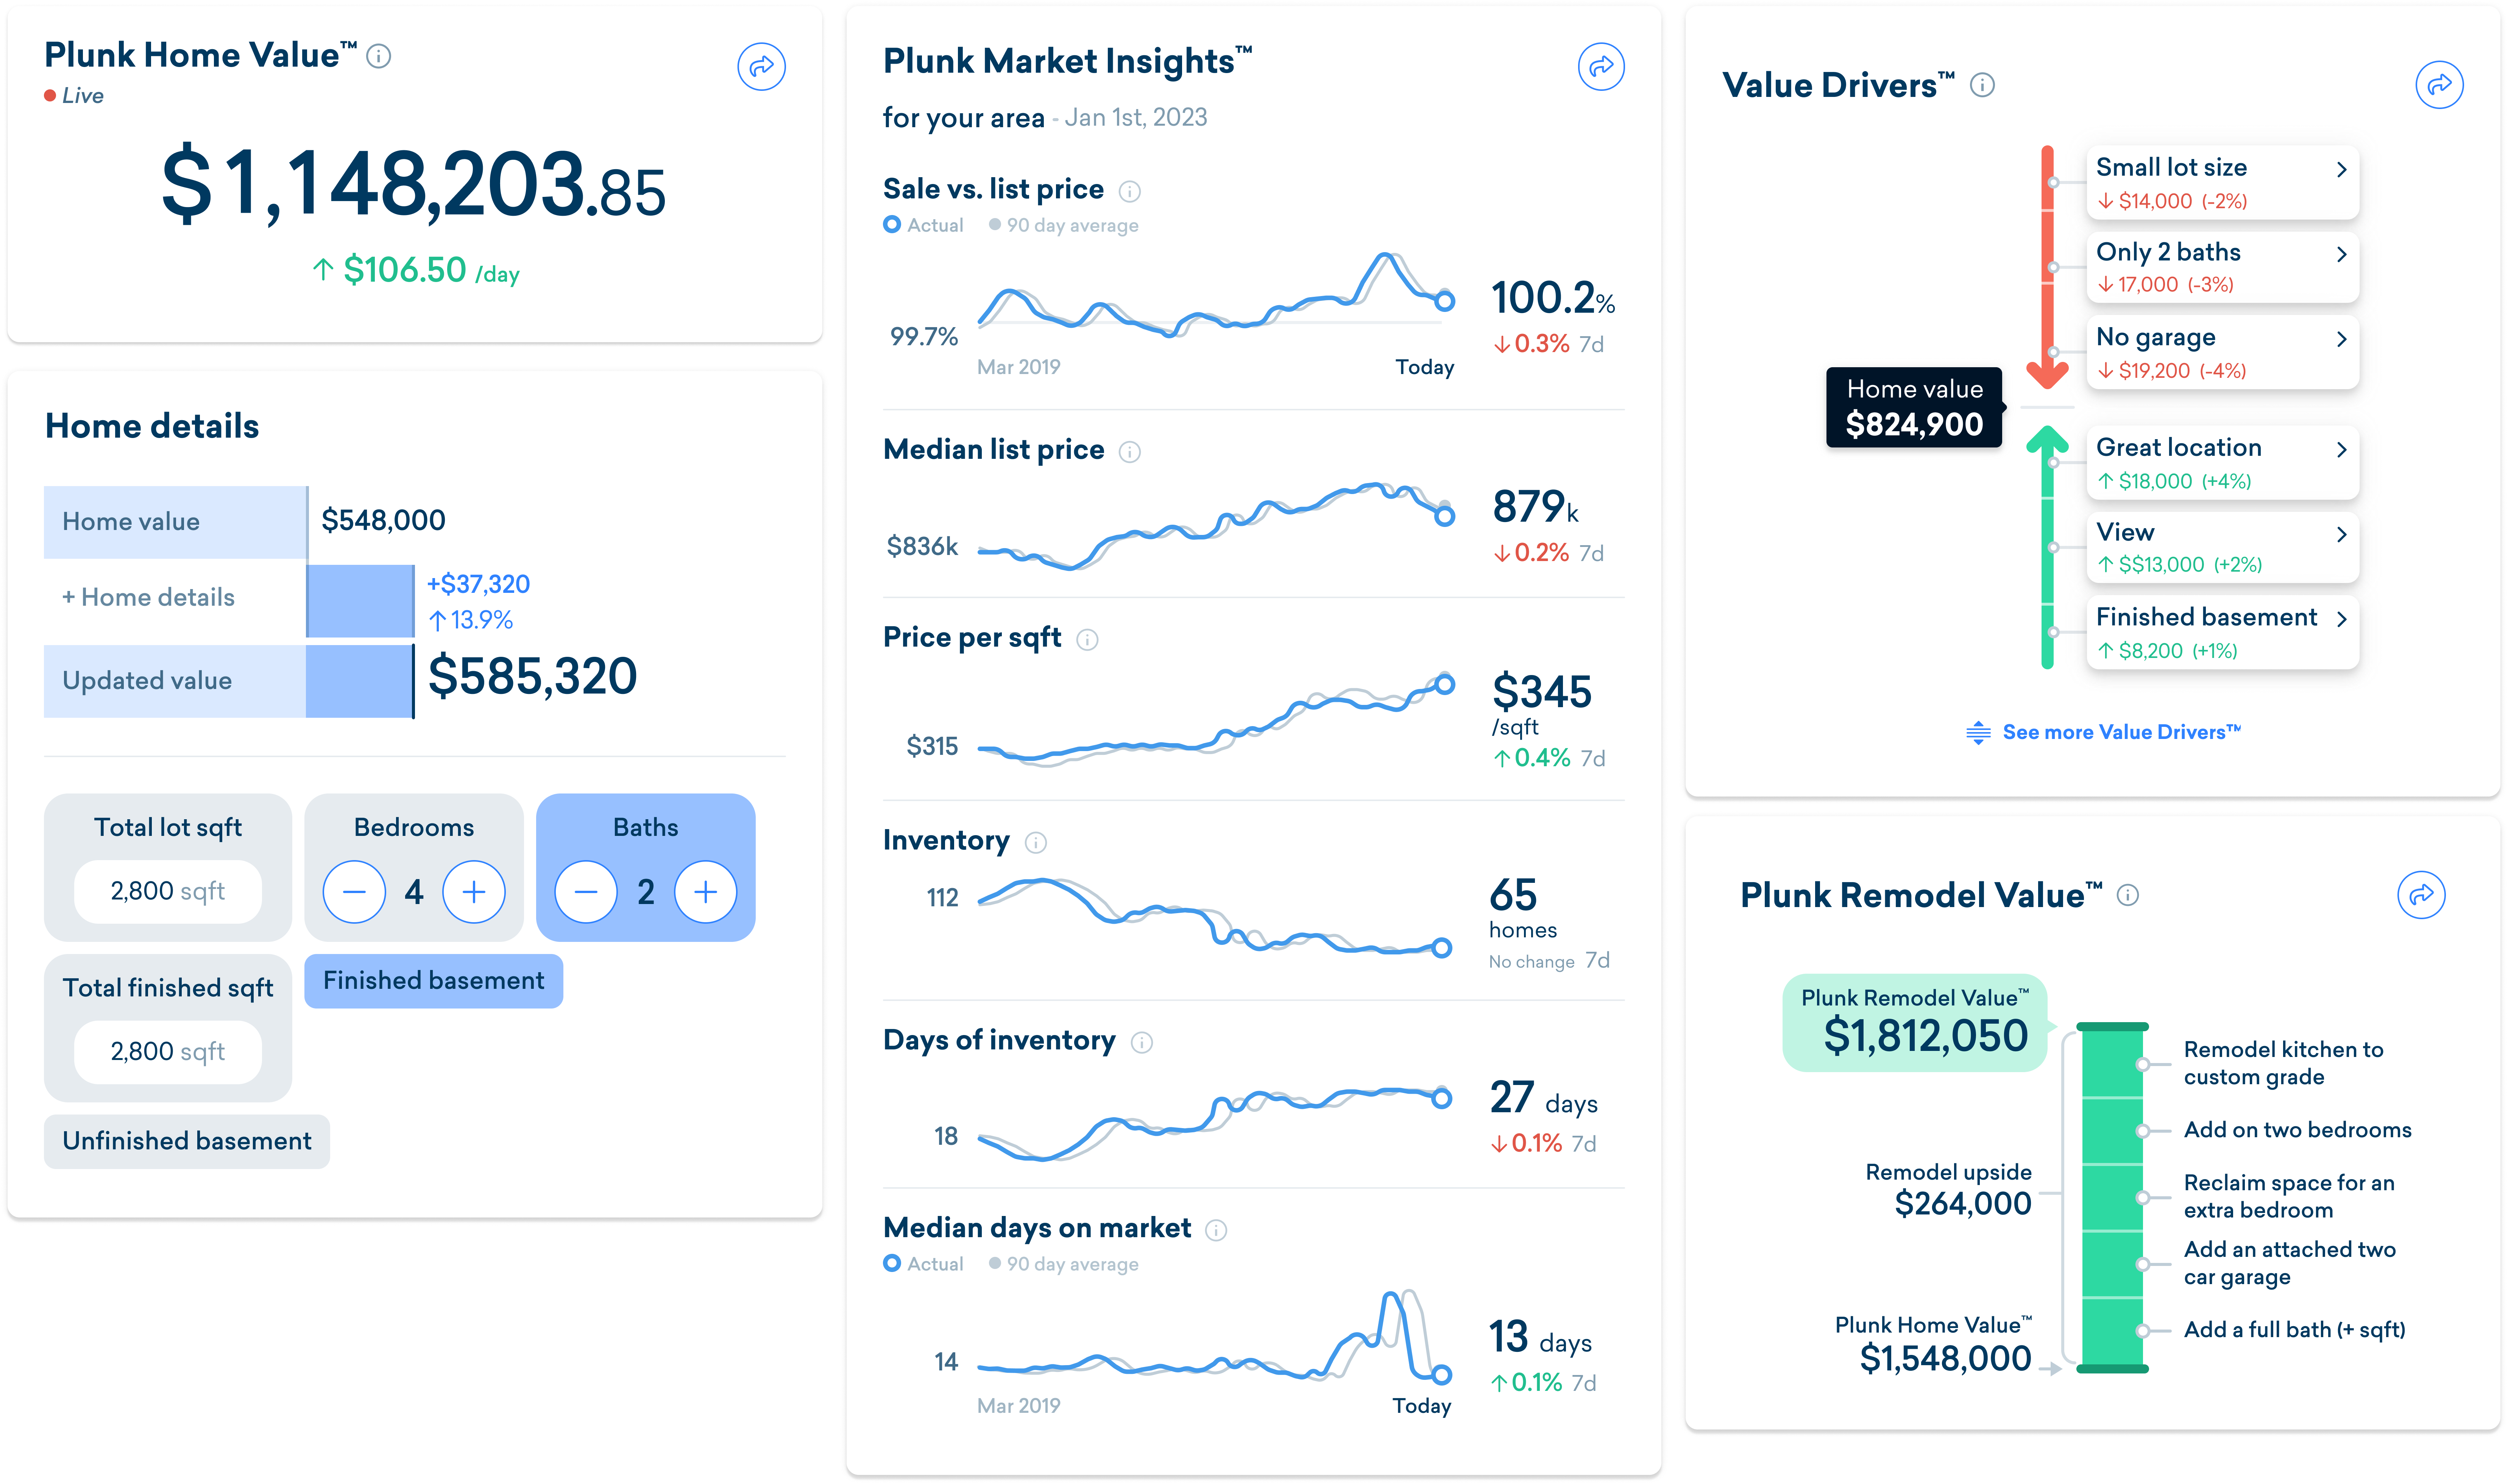 Plunk Home Value™
Live
$1,148,203.85
↑ $106.50 /day
Home details
Home value $548,000
+ Home details +$37,320
↑ 13.9%
Updated value $585,320
Total lot sqft
2,800 sqft
Bedrooms
4
Baths
2
Total finished sqft
2,800 sqft
Finished basement
Unfinished basement
Plunk Market Insights™
for your area - Jan 1st, 2023
Sale vs. list price
Actual 90 day average
99.7%
100.2%
↓ 0.3% 7d
Mar 2019 Today
Median list price
$836k
879k
↓ 0.2% 7d
Price per sqft
$315
$345
/sqft
↑ 0.4% 7d
Inventory
112
65
homes
No change 7d
Days of inventory
18
27 days
↓ 0.1% 7d
Median days on market
Actual 90 day average
14
13 days
↑ 0.1% 7d
Mar 2019 Today
Value Drivers™
Small lot size
↓ $14,000 (-2%)
Only 2 baths
↓ 17,000 (-3%)
No garage
↓ $19,200 (-4%)
Home value
$824,900
Great location
↑ $18,000 (+4%)
View
↑ $$13,000 (+2%)
Finished basement
↑ $8,200 (+1%)
See more Value Drivers™
Plunk Remodel Value™
Plunk Remodel Value™
$1,812,050
Remodel kitchen to
custom grade
Add on two bedrooms
Remodel upside
$264,000
Reclaim space for an
extra bedroom
Add an attached two
car garage
Plunk Home Value™
$1,548,000
Add a full bath (+ sqft)